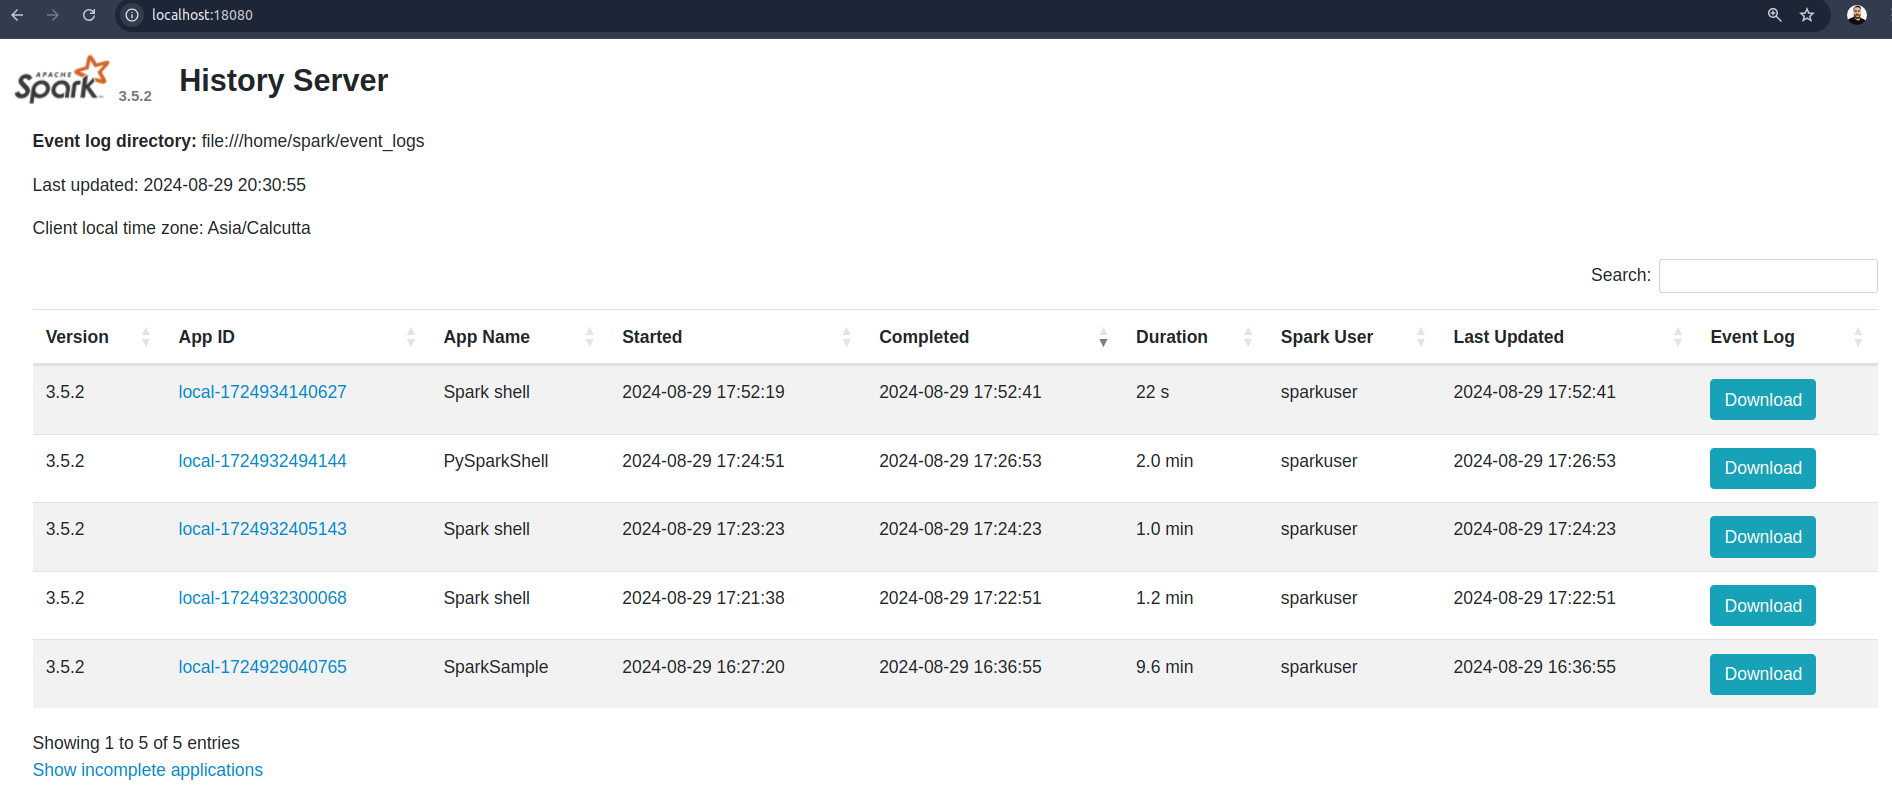 localhost:18080
APACHE
Spark 3.5.2 History Server
Event log directory: file:///home/spark/event_logs
Last updated: 2024-08-29 20:30:55
Client local time zone: Asia/Calcutta
Search:
Version App ID App Name Started Completed Duration Spark User Last Updated Event Log
3.5.2 local-1724934140627 Spark shell 2024-08-29 17:52:19 2024-08-29 17:52:41 22 s sparkuser 2024-08-29 17:52:41 Download
3.5.2 local-1724932494144 PySparkShell 2024-08-29 17:24:51 2024-08-29 17:26:53 2.0 min sparkuser 2024-08-29 17:26:53 Download
3.5.2 local-1724932405143 Spark shell 2024-08-29 17:23:23 2024-08-29 17:24:23 1.0 min sparkuser 2024-08-29 17:24:23 Download
3.5.2 local-1724932300068 Spark shell 2024-08-29 17:21:38 2024-08-29 17:22:51 1.2 min sparkuser 2024-08-29 17:22:51 Download
3.5.2 local-1724929040765 SparkSample 2024-08-29 16:27:20 2024-08-29 16:36:55 9.6 min sparkuser 2024-08-29 16:36:55 Download
Showing 1 to 5 of 5 entries
Show incomplete applications